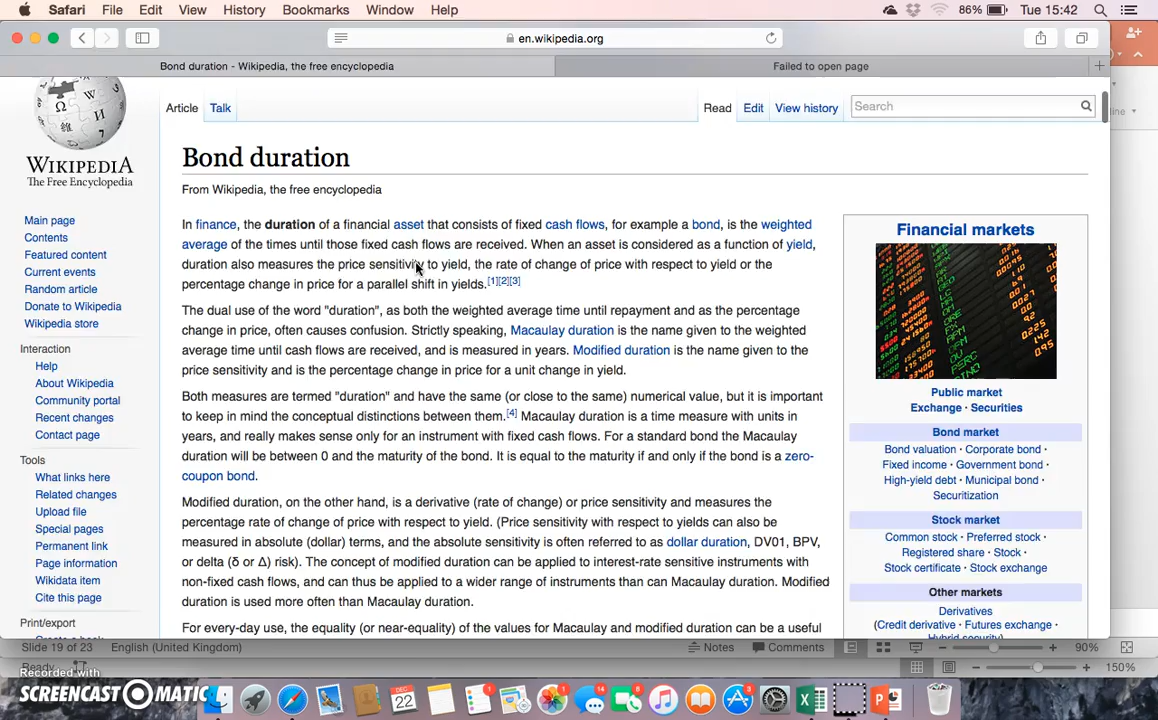 Safari File Edit View History Bookmarks Window Help 86% Tue 15:42
en.wikipedia.org
Bond duration - Wikipedia, the free encyclopedia Failed to open page
Article Talk Read Edit View history Search
WIKIPEDIA
The Free Encyclopedia
Main page
Contents
Featured content
Current events
Random article
Donate to Wikipedia
Wikipedia store
Interaction
Help
About Wikipedia
Community portal
Recent changes
Contact page
Tools
What links here
Related changes
Upload file
Special pages
Permanent link
Page information
Wikidata item
Cite this page
Print/export
Bond duration
From Wikipedia, the free encyclopedia
In finance, the duration of a financial asset that consists of fixed cash flows, for example a bond, is the weighted
average of the times until those fixed cash flows are received. When an asset is considered as a function of yield,
duration also measures the price sensitivity to yield, the rate of change of price with respect to yield or the
percentage change in price for a parallel shift in yields.[1][2][3]
The dual use of the word "duration", as both the weighted average time until repayment and as the percentage
change in price, often causes confusion. Strictly speaking, Macaulay duration is the name given to the weighted
average time until cash flows are received, and is measured in years. Modified duration is the name given to the
price sensitivity and is the percentage change in price for a unit change in yield.
Both measures are termed "duration" and have the same (or close to the same) numerical value, but it is important
to keep in mind the conceptual distinctions between them.[4] Macaulay duration is a time measure with units in
years, and really makes sense only for an instrument with fixed cash flows. For a standard bond the Macaulay
duration will be between 0 and the maturity of the bond. It is equal to the maturity if and only if the bond is a zero-
coupon bond.
Modified duration, on the other hand, is a derivative (rate of change) or price sensitivity and measures the
percentage rate of change of price with respect to yield. (Price sensitivity with respect to yields can also be
measured in absolute (dollar) terms, and the absolute sensitivity is often referred to as dollar duration, DV01, BPV,
or delta (δ or Δ) risk). The concept of modified duration can be applied to interest-rate sensitive instruments with
non-fixed cash flows, and can thus be applied to a wider range of instruments than can Macaulay duration. Modified
duration is used more often than Macaulay duration.
For every-day use, the equality (or near-equality) of the values for Macaulay and modified duration can be a useful
Financial markets
Public market
Exchange · Securities
Bond market
Bond valuation · Corporate bond ·
Fixed income · Government bond ·
High-yield debt · Municipal bond ·
Securitization
Stock market
Common stock · Preferred stock ·
Registered share · Stock ·
Stock certificate · Stock exchange
Other markets
Derivatives
(Credit derivative · Futures exchange ·
Hybrid security)
Slide 19 of 23 English (United Kingdom) Notes Comments 90%
Ready 150%
Recorded with
SCREENCAST MATIC
DEC
22